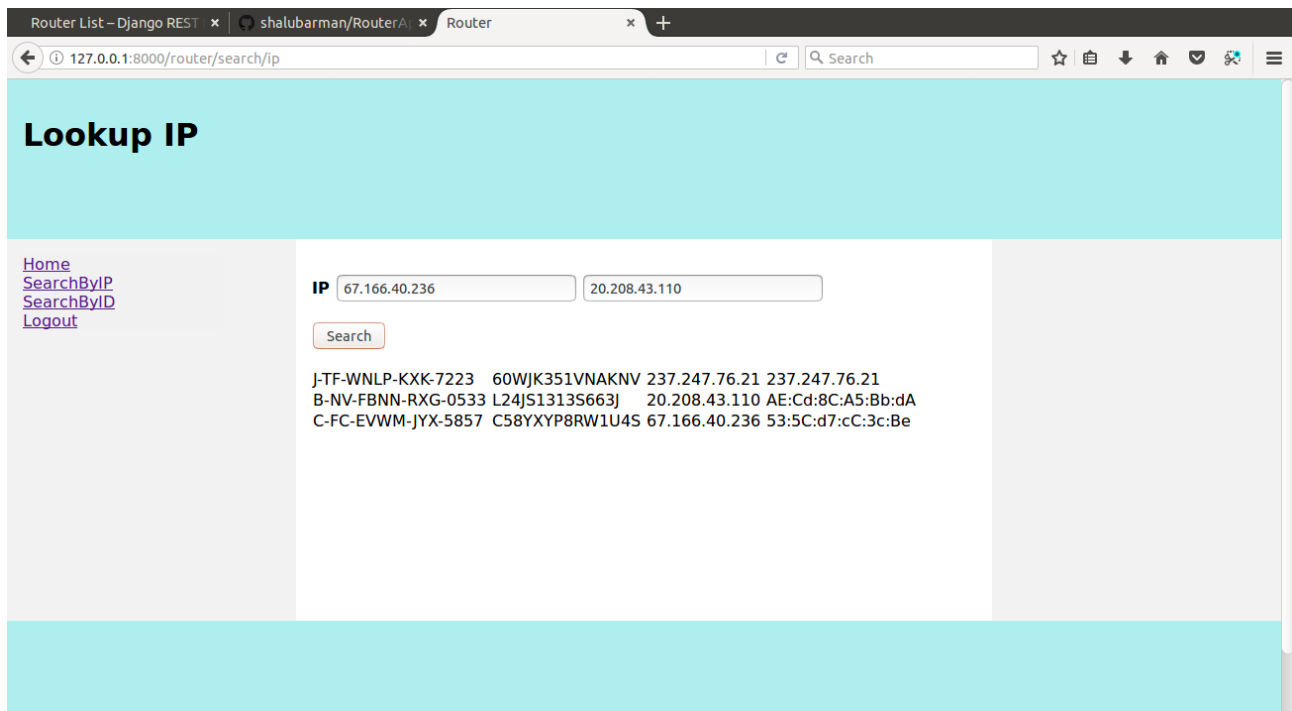 Router List – Django REST
shalubarman/RouterA
Router
127.0.0.1:8000/router/search/ip
Search
Lookup IP
Home
SearchByIP
SearchByID
Logout
IP 67.166.40.236 20.208.43.110
Search
J-TF-WNLP-KXK-7223 60WJK351VNAKNV 237.247.76.21 237.247.76.21
B-NV-FBNN-RXG-0533 L24JS1313S663J 20.208.43.110 AE:Cd:8C:A5:Bb:dA
C-FC-EVWM-JYX-5857 C58YXYP8RW1U4S 67.166.40.236 53:5C:d7:cC:3c:Be